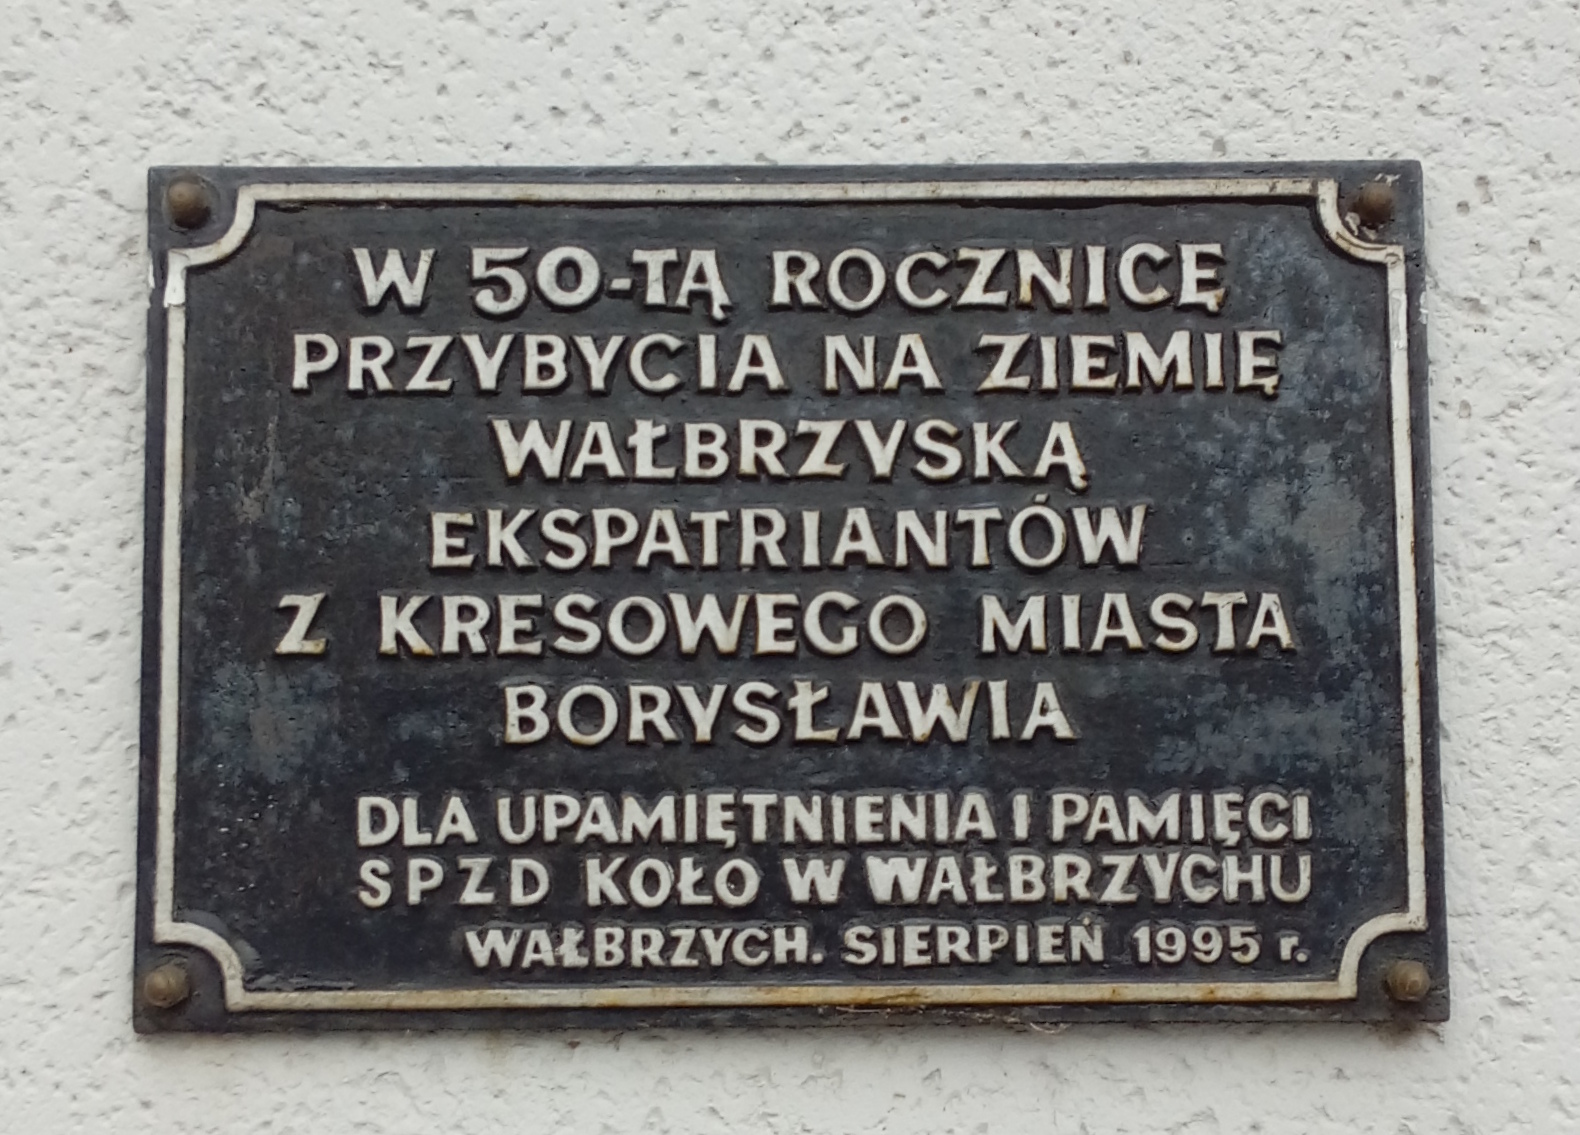 W 50-TĄ ROCZNICĘ
PRZYBYCIA NA ZIEMIĘ
WAŁBRZYSKĄ
EKSPATRIANTÓW
Z KRESOWEGO MIASTA
BORYSŁAWIA
DLA UPAMIĘTNIENIA I PAMIĘCI
SPZD KOŁO W WAŁBRZYCHU
WAŁBRZYCH. SIERPIEŃ 1995 r.